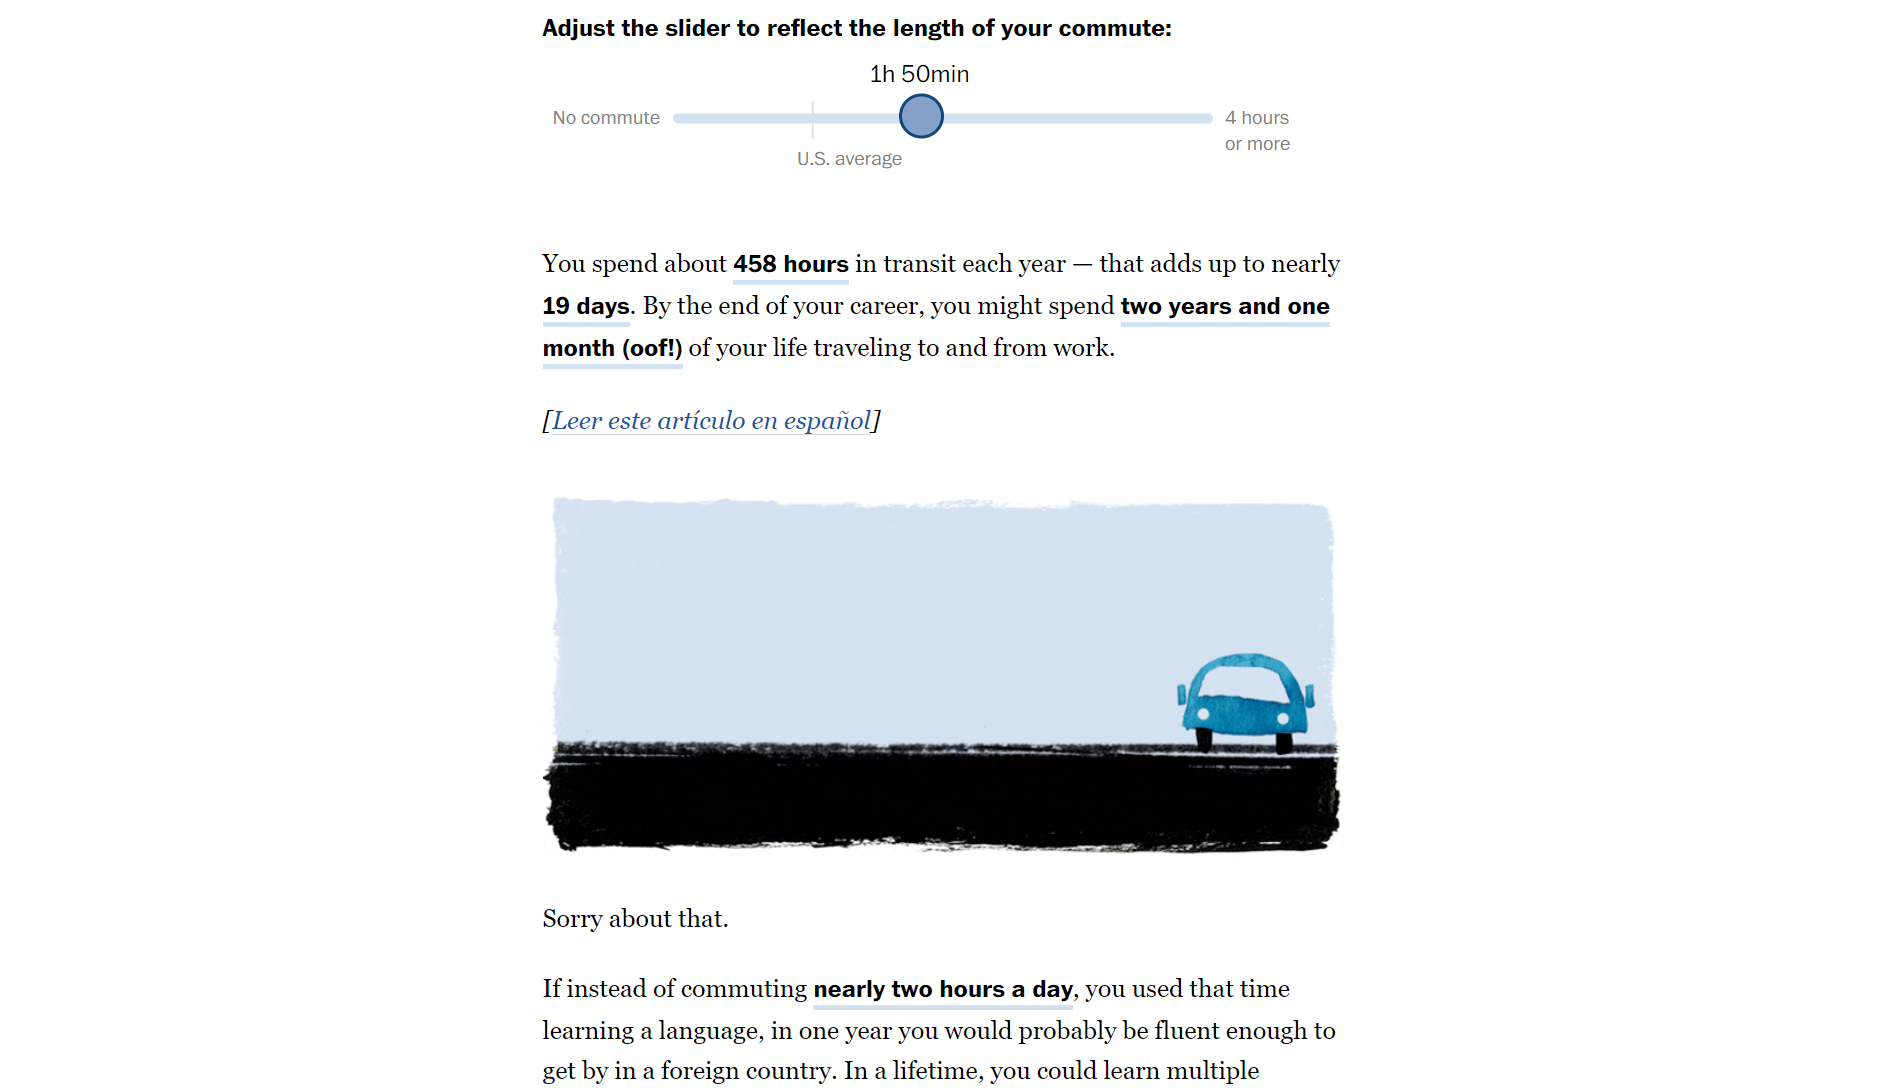 Adjust the slider to reflect the length of your commute:
1h 50min
No commute
4 hours
or more
U.S. average
You spend about 458 hours in transit each year — that adds up to nearly
19 days. By the end of your career, you might spend two years and one
month (oof!) of your life traveling to and from work.
[Leer este artículo en español]
Sorry about that.
If instead of commuting nearly two hours a day, you used that time
learning a language, in one year you would probably be fluent enough to
get by in a foreign country. In a lifetime, you could learn multiple